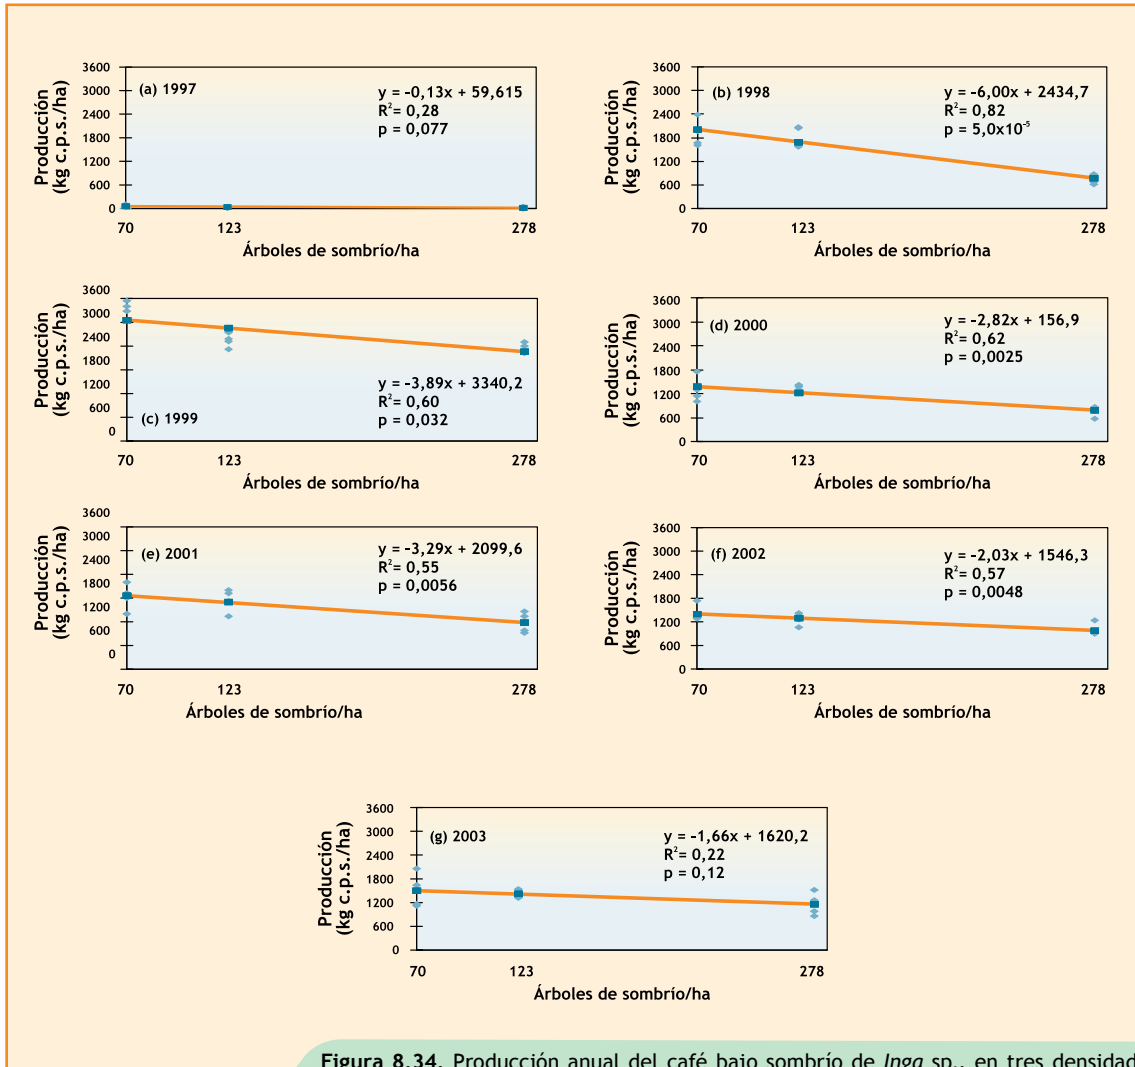 (a) 1997
y = -0,13x + 59,615
R²= 0,28
p = 0,077
Producción
(kg c.p.s./ha)
3600
3000
2400
1800
1200
600
0
70
123
278
Árboles de sombrío/ha
(b) 1998
y = -6,00x + 2434,7
R²= 0,82
p = 5,0x10⁻⁵
Producción
(kg c.p.s./ha)
3600
3000
2400
1800
1200
600
0
70
123
278
Árboles de sombrío/ha
Producción
(kg c.p.s./ha)
3600
3000
2400
1800
1200
600
0
y = -3,89x + 3340,2
R²= 0,60
p = 0,032
(c) 1999
70
123
278
Árboles de sombrío/ha
(d) 2000
y = -2,82x + 156,9
R²= 0,62
p = 0,0025
Producción
(kg c.p.s./ha)
3600
3000
2400
1800
1200
600
0
70
123
278
Árboles de sombrío/ha
(e) 2001
y = -3,29x + 2099,6
R²= 0,55
p = 0,0056
Producción
(kg c.p.s./ha)
3600
3000
2400
1800
1200
600
0
70
123
278
Árboles de sombrío/ha
(f) 2002
y = -2,03x + 1546,3
R²= 0,57
p = 0,0048
Producción
(kg c.p.s./ha)
3600
3000
2400
1800
1200
600
0
70
123
278
Árboles de sombrío/ha
(g) 2003
y = -1,66x + 1620,2
R²= 0,22
p = 0,12
Producción
(kg c.p.s./ha)
3600
3000
2400
1800
1200
600
0
70
123
278
Árboles de sombrío/ha
Figura 8.34. Producción anual del café bajo sombrío de Inga sp., en tres densidad